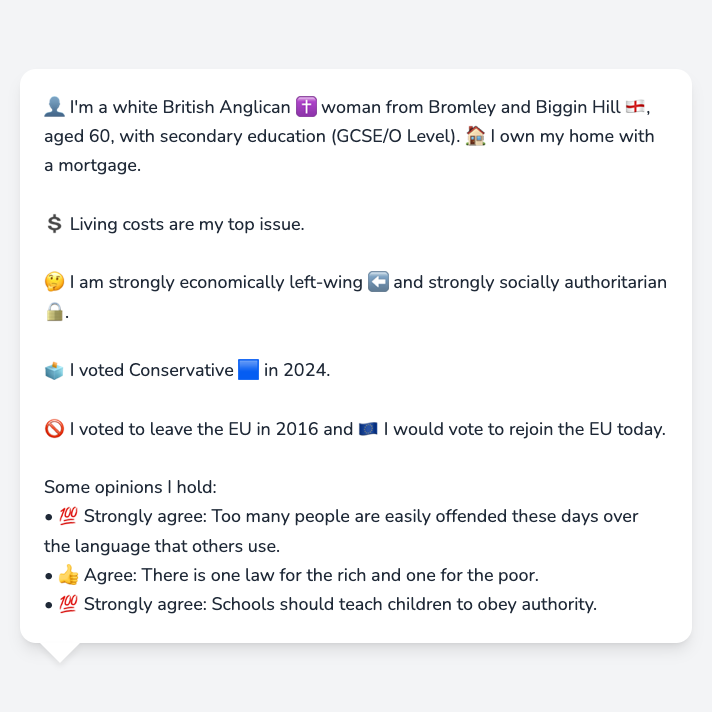 👤 I'm a white British Anglican ✝️ woman from Bromley and Biggin Hill 🏴󠁧󠁢󠁥󠁮󠁧󠁿,
aged 60, with secondary education (GCSE/O Level). 🏠 I own my home with
a mortgage.
💲 Living costs are my top issue.
🤔 I am strongly economically left-wing ⬅️ and strongly socially authoritarian
🔒.
🗳️ I voted Conservative 🟦 in 2024.
🚫 I voted to leave the EU in 2016 and 🇪🇺 I would vote to rejoin the EU today.
Some opinions I hold:
• 💯 Strongly agree: Too many people are easily offended these days over
the language that others use.
• 👍 Agree: There is one law for the rich and one for the poor.
• 💯 Strongly agree: Schools should teach children to obey authority.